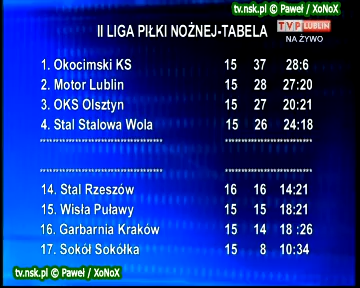 tv.nsk.pl © Paweł / XoNoX
II LIGA PIŁKI NOŻNEJ-TABELA
TVP LUBLIN
NA ŻYWO
1. Okocimski KS 15 37 28:6
2. Motor Lublin 15 28 27:20
3. OKS Olsztyn 15 27 20:21
4. Stal Stalowa Wola 15 26 24:18
14. Stal Rzeszów 16 16 14:21
15. Wisła Puławy 15 15 18:21
16. Garbarnia Kraków 15 14 18 :26
17. Sokół Sokółka 15 8 10:34
tv.nsk.pl © Paweł / XoNoX